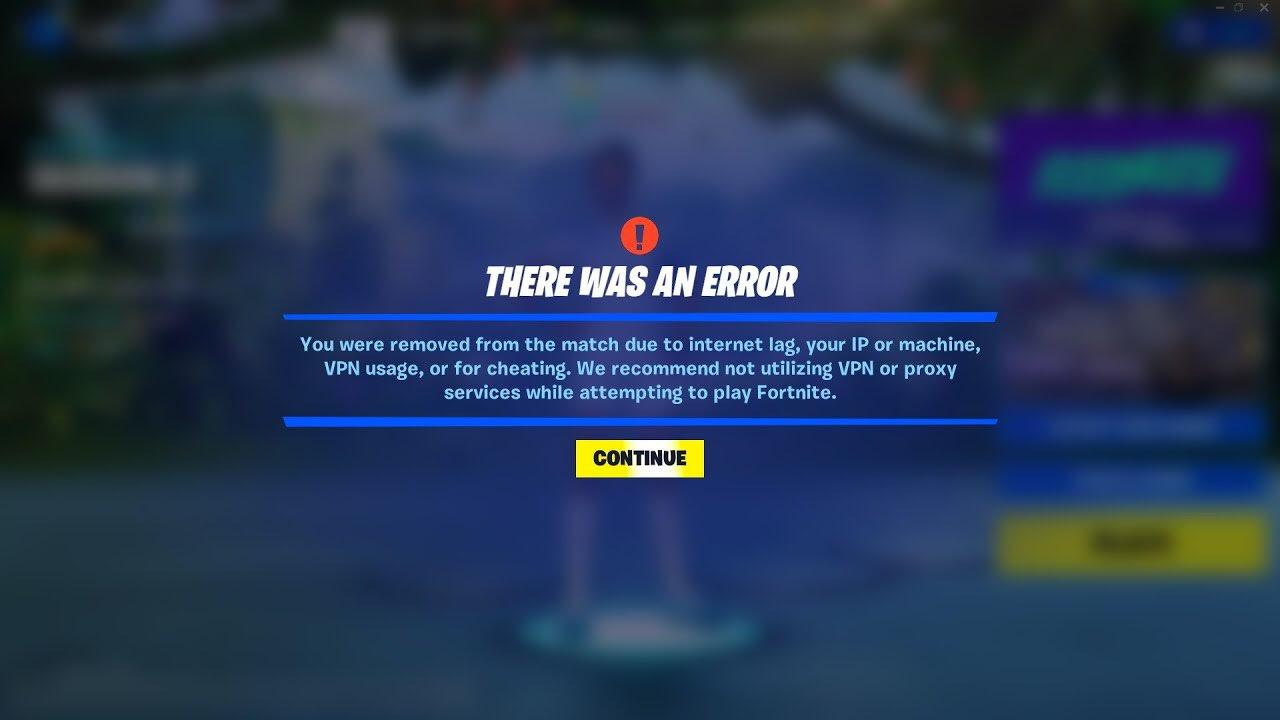 THERE WAS AN ERROR
You were removed from the match due to internet lag, your IP or machine,
VPN usage, or for cheating. We recommend not utilizing VPN or proxy
services while attempting to play Fortnite.
CONTINUE